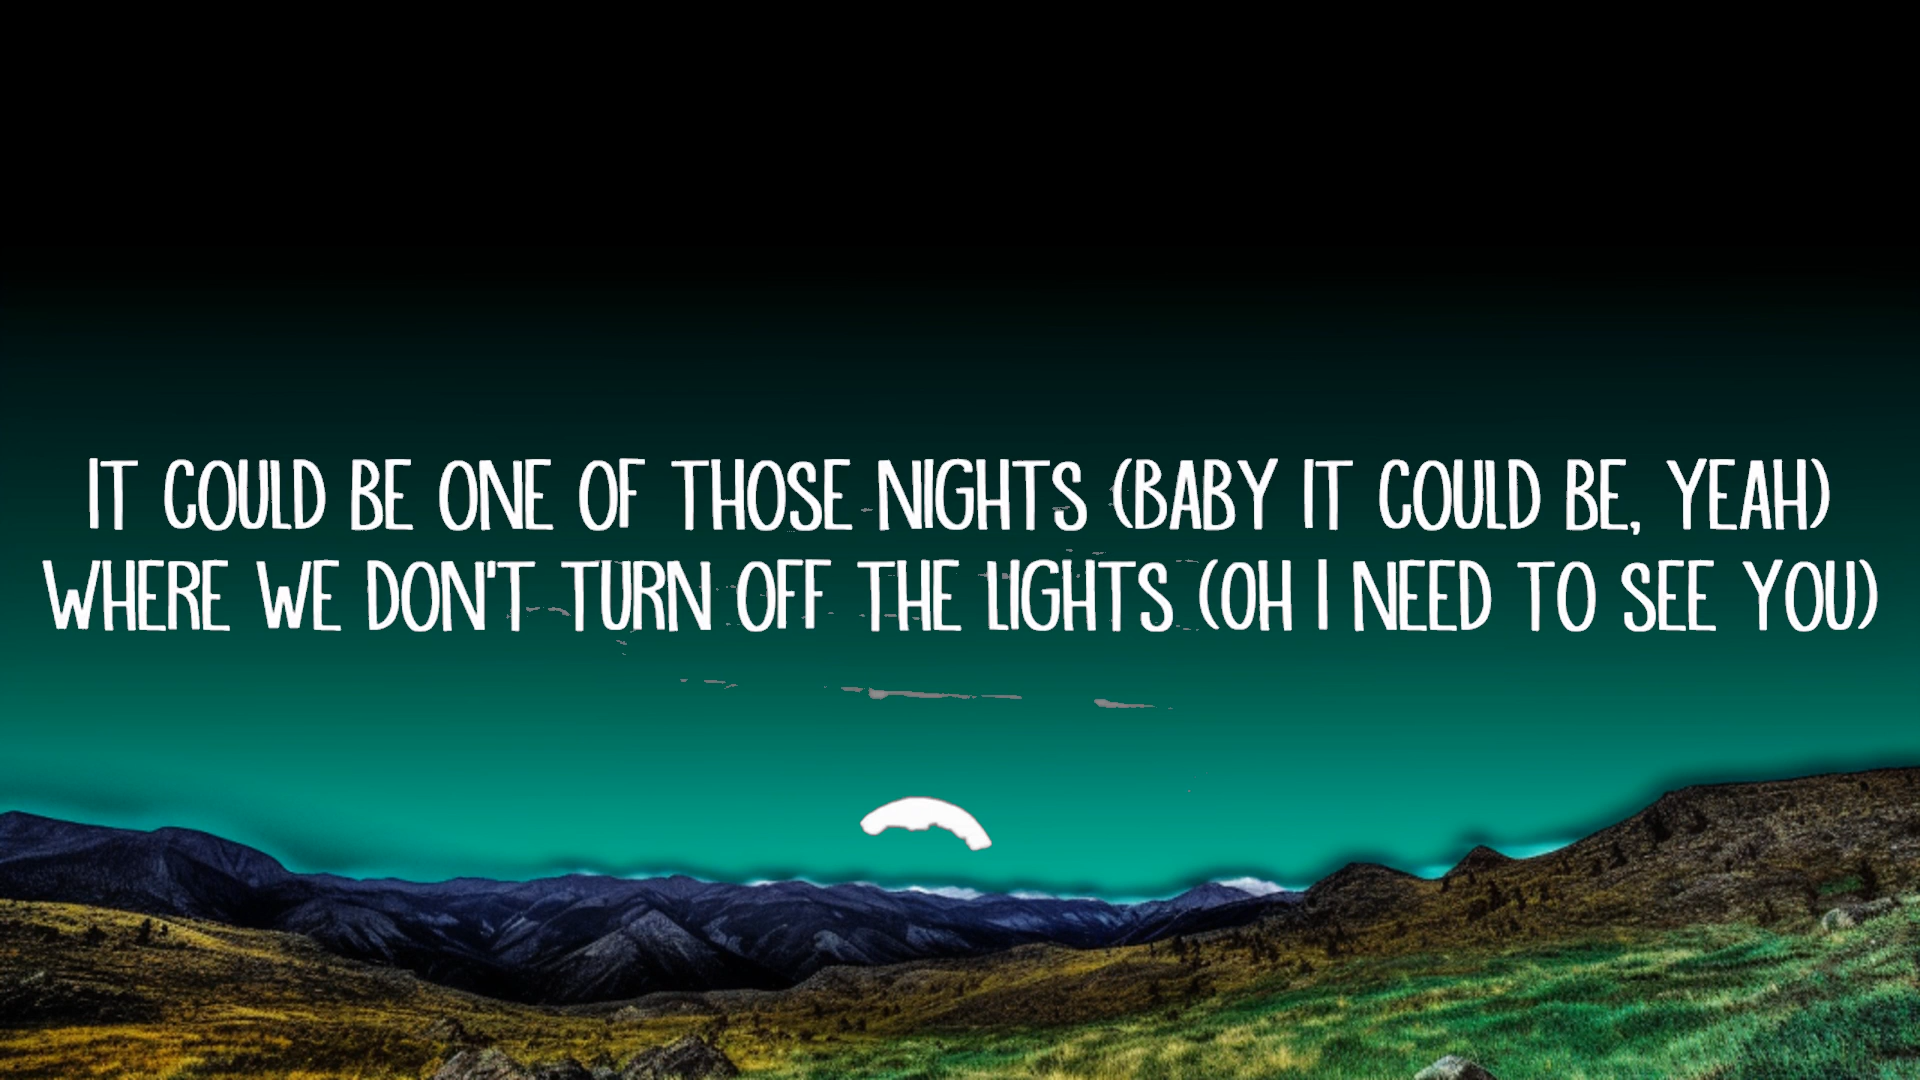 IT COULD BE ONE OF THOSE NIGHTS (BABY IT COULD BE, YEAH)
WHERE WE DON'T TURN OFF THE LIGHTS (OH I NEED TO SEE YOU)